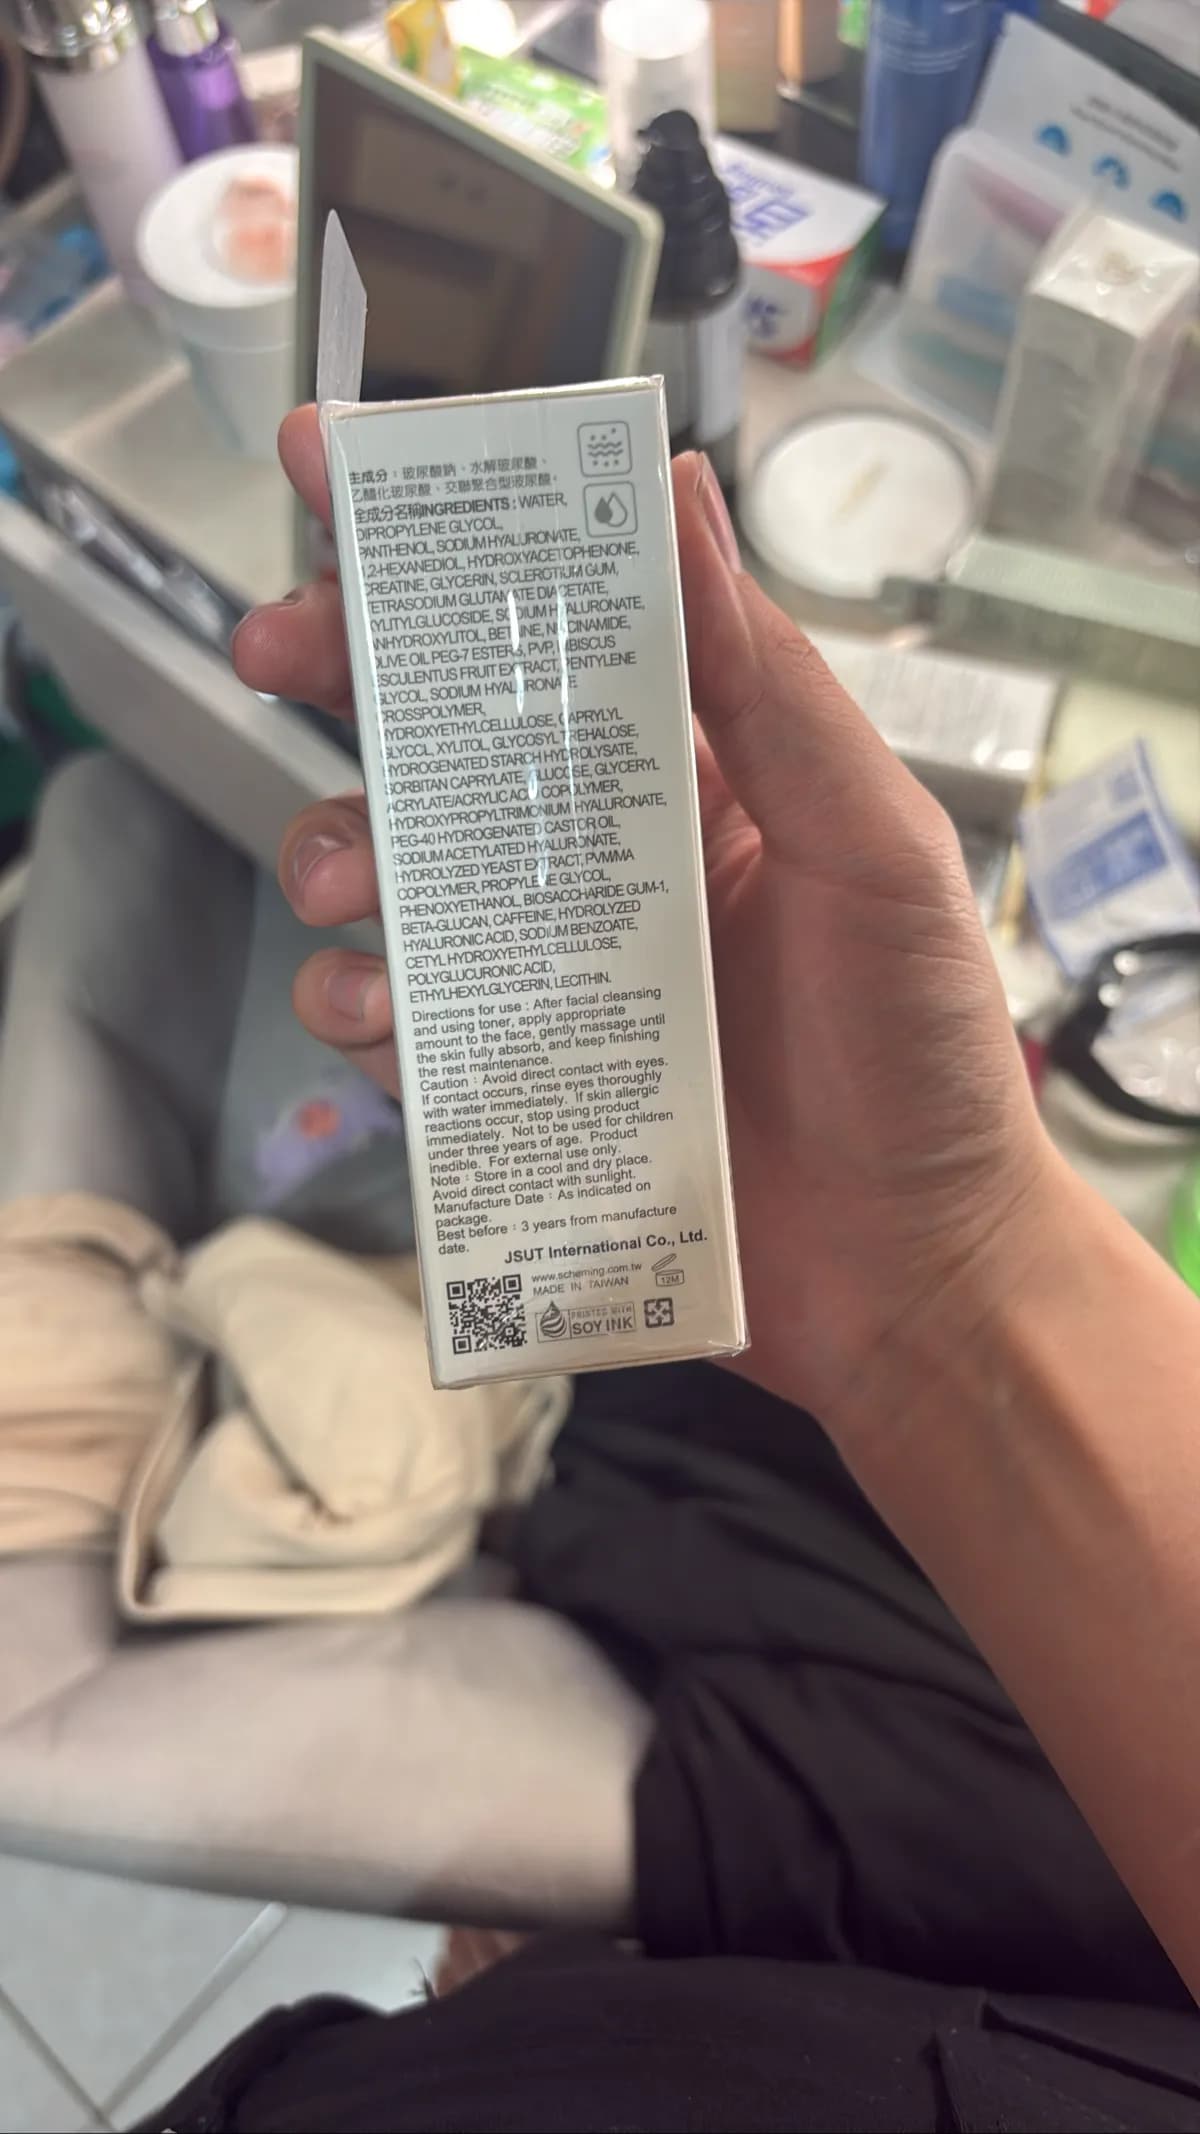 主成分：玻尿酸鈉、水解玻尿酸、
乙醯化玻尿酸、交聯聚合型玻尿酸。
全成分名稱INGREDIENTS : WATER,
DIPROPYLENE GLYCOL,
PANTHENOL, SODIUM HYALURONATE,
1,2-HEXANEDIOL, HYDROXYACETOPHENONE,
CREATINE, GLYCERIN, SCLEROTIUM GUM,
TETRASODIUM GLUTAMATE DIACETATE,
XYLITYLGLUCOSIDE, SODIUM HYALURONATE,
ANHYDROXYLITOL, BETAINE, NIACINAMIDE,
OLIVE OIL PEG-7 ESTERS, PVP, HIBISCUS
ESCULENTUS FRUIT EXTRACT, PENTYLENE
GLYCOL, SODIUM HYALURONATE
CROSSPOLYMER,
HYDROXYETHYLCELLULOSE, CAPRYLYL
GLYCOL, XYLITOL, GLYCOSYL TREHALOSE,
HYDROGENATED STARCH HYDROLYSATE,
SORBITAN CAPRYLATE, GLUCOSE, GLYCERYL
ACRYLATE/ACRYLIC ACID COPOLYMER,
HYDROXYPROPYLTRIMONIUM HYALURONATE,
PEG-40 HYDROGENATED CASTOR OIL,
SODIUM ACETYLATED HYALURONATE,
HYDROLYZED YEAST EXTRACT, PVM/MA
COPOLYMER, PROPYLENE GLYCOL,
PHENOXYETHANOL, BIOSACCHARIDE GUM-1,
BETA-GLUCAN, CAFFEINE, HYDROLYZED
HYALURONIC ACID, SODIUM BENZOATE,
CETYL HYDROXYETHYLCELLULOSE,
POLYGLUCURONIC ACID,
ETHYLHEXYLGLYCERIN, LECITHIN.
Directions for use : After facial cleansing
and using toner, apply appropriate
amount to the face, gently massage until
the skin fully absorb, and keep finishing
the rest maintenance.
Caution : Avoid direct contact with eyes.
If contact occurs, rinse eyes thoroughly
with water immediately. If skin allergic
reactions occur, stop using product
immediately. Not to be used for children
under three years of age. Product
inedible. For external use only.
Note : Store in a cool and dry place.
Avoid direct contact with sunlight.
Manufacture Date : As indicated on
package.
Best before : 3 years from manufacture
date.
JSUT International Co., Ltd.
www.scheming.com.tw
MADE IN TAIWAN
12M
PRINTED WITH
SOY INK